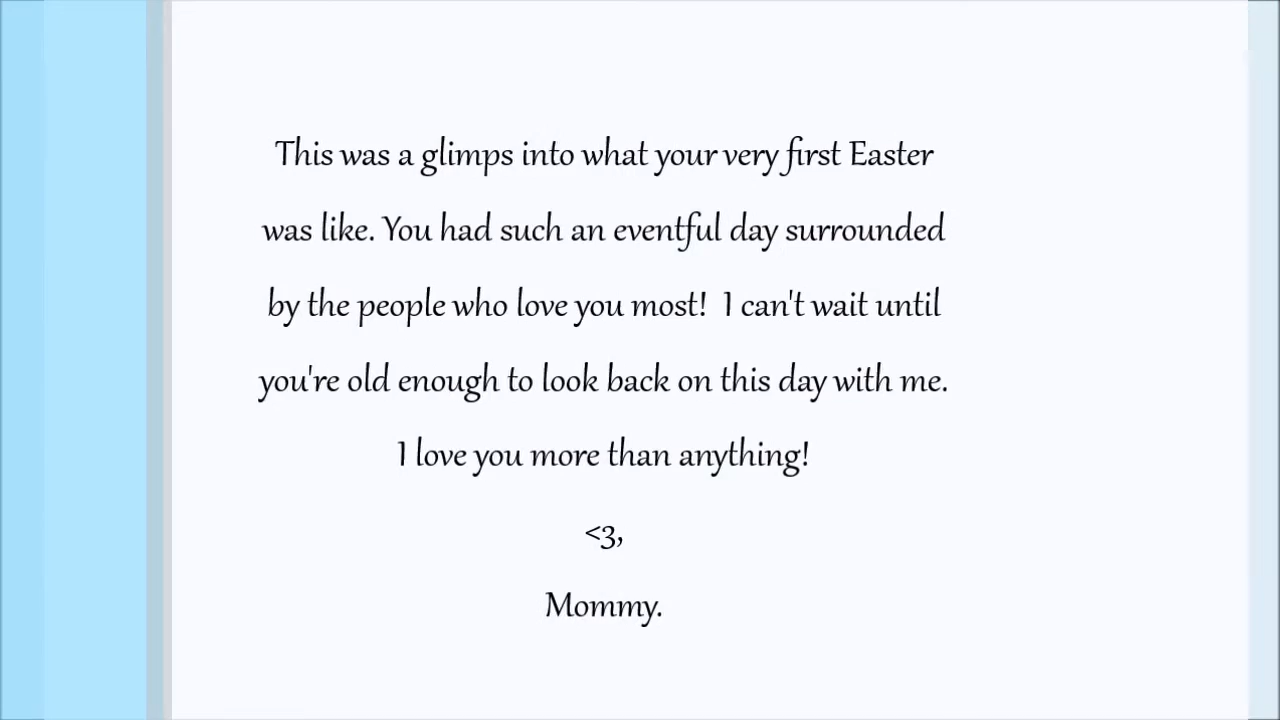 This was a glimps into what your very first Easter
was like. You had such an eventful day surrounded
by the people who love you most!  I can't wait until
you're old enough to look back on this day with me.
I love you more than anything!
<3,
Mommy.